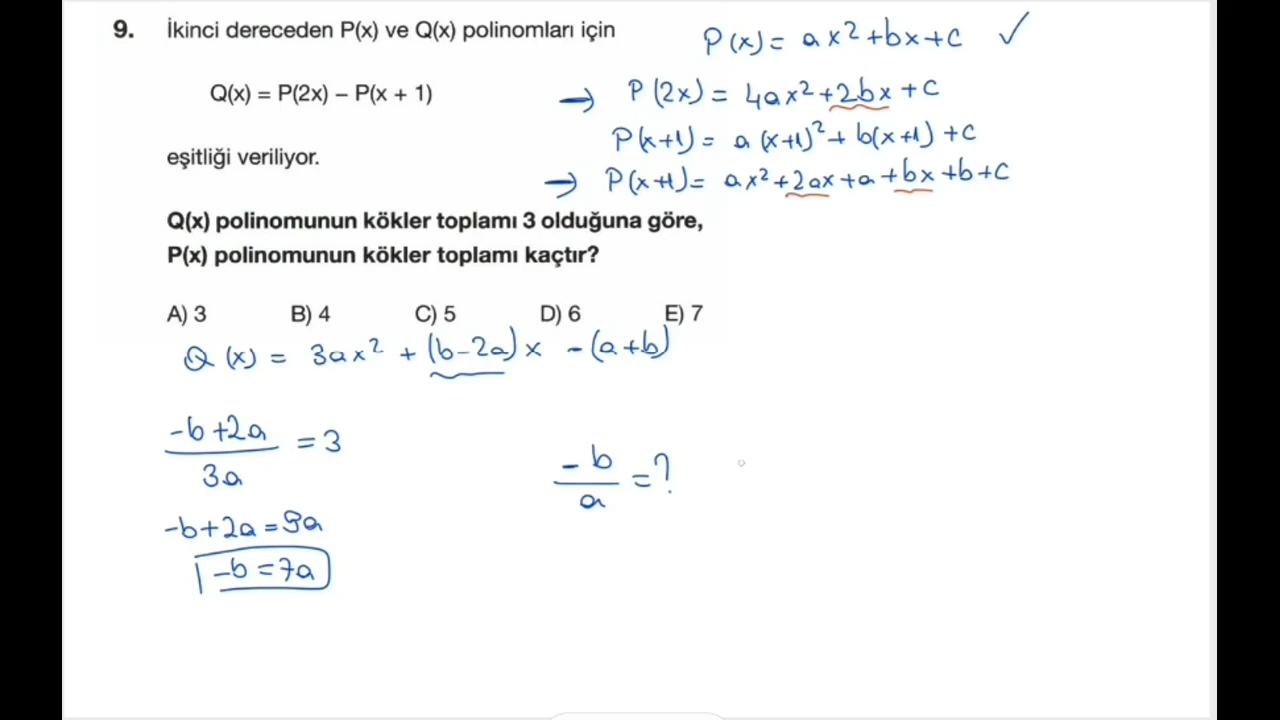 9. İkinci dereceden P(x) ve Q(x) polinomları için
Q(x) = P(2x) – P(x + 1)
eşitliği veriliyor.
Q(x) polinomunun kökler toplamı 3 olduğuna göre,
P(x) polinomunun kökler toplamı kaçtır?
A) 3 B) 4 C) 5 D) 6 E) 7
P(x) = ax² + bx + c ✓
→ P(2x) = 4ax² + 2bx + c
P(x+1) = a(x+1)² + b(x+1) + c
→ P(x+1) = ax² + 2ax + a + bx + b + c
Q(x) = 3ax² + (b-2a)x - (a+b)
-b+2a
= 3
3a
-b+2a = 9a
-b = 7a
-b
= ?
a